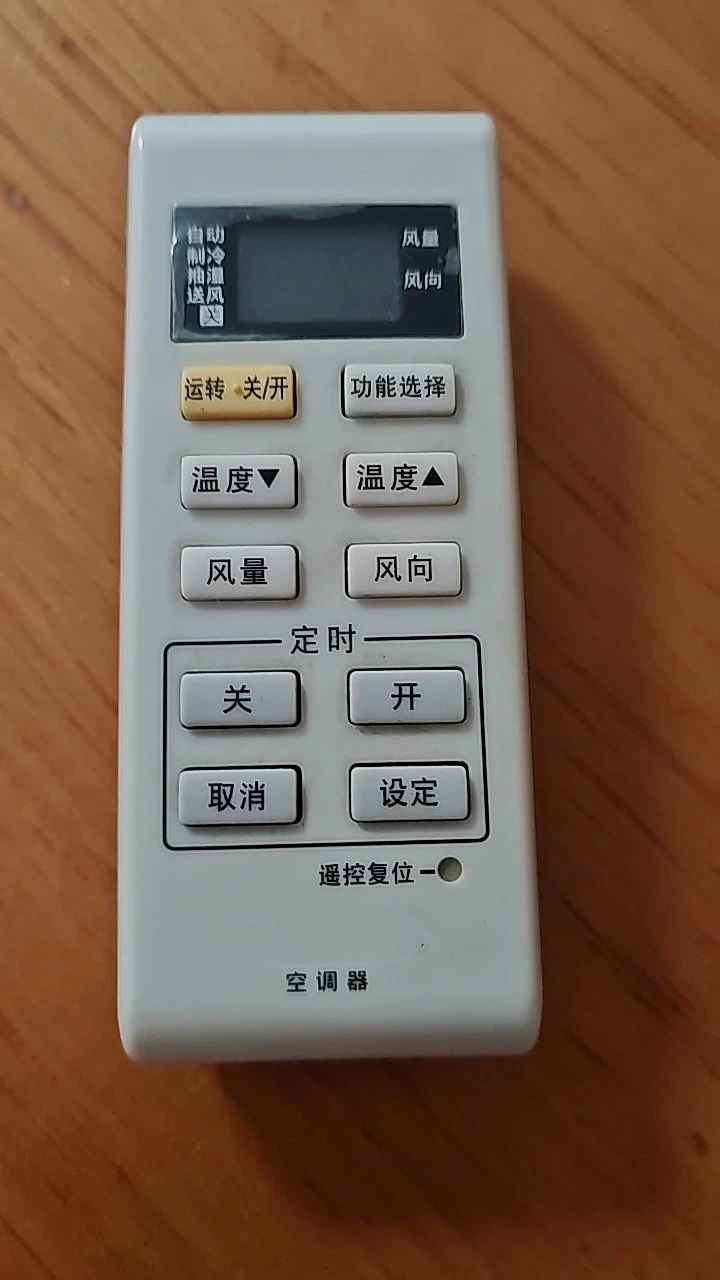 自动 风量
制冷
抽湿 风向
送风
关
运转 关/开 功能选择
温度▼ 温度▲
风量 风向
定时
关 开
取消 设定
遥控复位
空调器